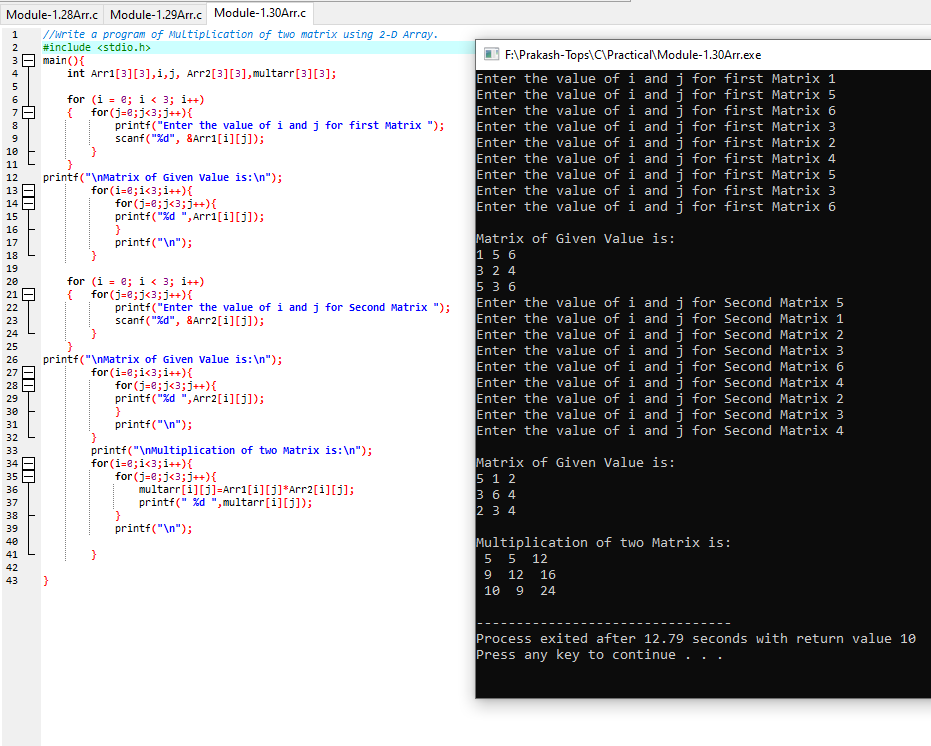 Module-1.28Arr.c Module-1.29Arr.c Module-1.30Arr.c
1 //Write a program of Multiplication of two matrix using 2-D Array.
2 #include <stdio.h>
3 main(){
4 int Arr1[3][3],i,j, Arr2[3][3],multarr[3][3];
5
6 for (i = 0; i < 3; i++)
7 { for(j=0;j<3;j++){
8 printf("Enter the value of i and j for first Matrix ");
9 scanf("%d", &Arr1[i][j]);
10 }
11 }
12 printf("\nMatrix of Given Value is:\n");
13 for(i=0;i<3;i++){
14 for(j=0;j<3;j++){
15 printf("%d ",Arr1[i][j]);
16 }
17 printf("\n");
18 }
19
20 for (i = 0; i < 3; i++)
21 { for(j=0;j<3;j++){
22 printf("Enter the value of i and j for Second Matrix ");
23 scanf("%d", &Arr2[i][j]);
24 }
25 }
26 printf("\nMatrix of Given Value is:\n");
27 for(i=0;i<3;i++){
28 for(j=0;j<3;j++){
29 printf("%d ",Arr2[i][j]);
30 }
31 printf("\n");
32 }
33 printf("\nMultiplication of two Matrix is:\n");
34 for(i=0;i<3;i++){
35 for(j=0;j<3;j++){
36 multarr[i][j]=Arr1[i][j]*Arr2[i][j];
37 printf(" %d ",multarr[i][j]);
38 }
39 printf("\n");
40
41 }
42
43 }
F:\Prakash-Tops\C\Practical\Module-1.30Arr.exe
Enter the value of i and j for first Matrix 1
Enter the value of i and j for first Matrix 5
Enter the value of i and j for first Matrix 6
Enter the value of i and j for first Matrix 3
Enter the value of i and j for first Matrix 2
Enter the value of i and j for first Matrix 4
Enter the value of i and j for first Matrix 5
Enter the value of i and j for first Matrix 3
Enter the value of i and j for first Matrix 6
Matrix of Given Value is:
1 5 6
3 2 4
5 3 6
Enter the value of i and j for Second Matrix 5
Enter the value of i and j for Second Matrix 1
Enter the value of i and j for Second Matrix 2
Enter the value of i and j for Second Matrix 3
Enter the value of i and j for Second Matrix 6
Enter the value of i and j for Second Matrix 4
Enter the value of i and j for Second Matrix 2
Enter the value of i and j for Second Matrix 3
Enter the value of i and j for Second Matrix 4
Matrix of Given Value is:
5 1 2
3 6 4
2 3 4
Multiplication of two Matrix is:
5 5 12
9 12 16
10 9 24
--------------------------------
Process exited after 12.79 seconds with return value 10
Press any key to continue . . .